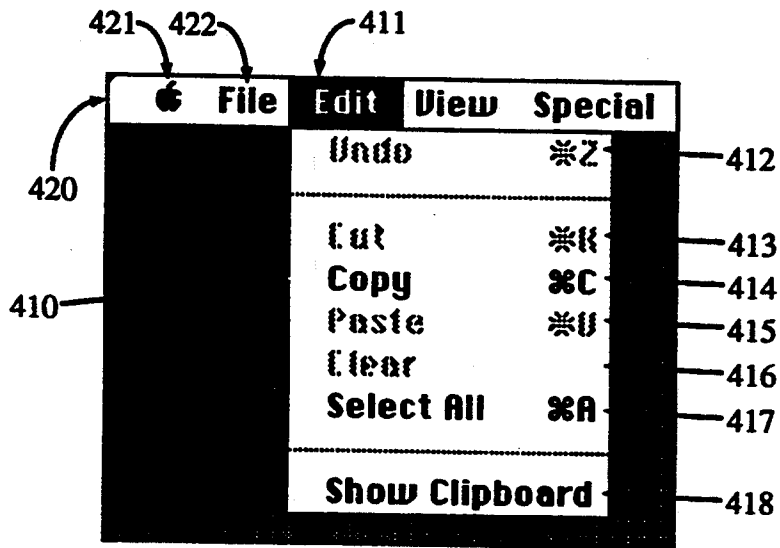 421 422 411
File Edit View Special
420
Undo ⌘Z 412
Cut ⌘X 413
410 Copy ⌘C 414
Paste ⌘V 415
Clear 416
Select All ⌘A 417
Show Clipboard 418